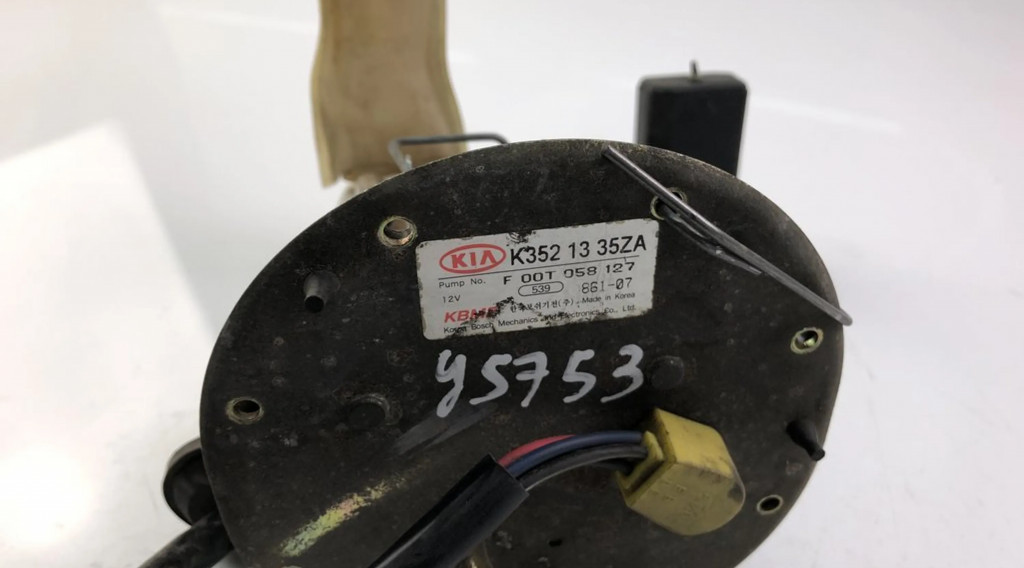 KIA K352 13 35ZA
Pump No. F 00T 058 127
12V 539 861-07
(주) Made in Korea
Korea Bosch Mechanics and Electronics Co., Ltd.
y5753